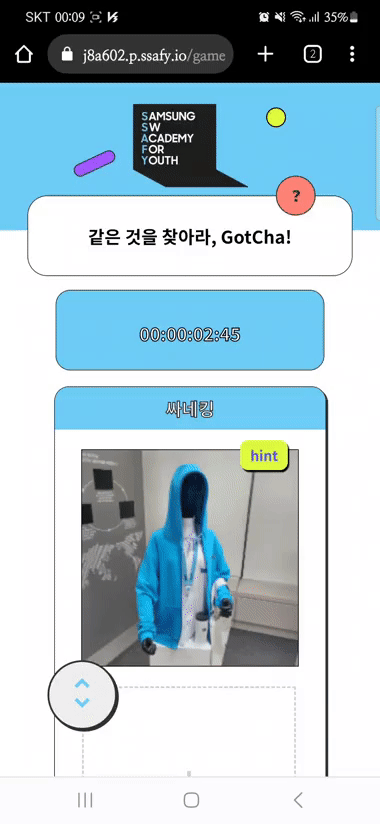 SKT 00:09
35%
j8a602.p.ssafy.io/game
2
SAMSUNG
SW
ACADEMY
FOR
YOUTH
?
같은 것을 찾아라, GotCha!
00:00:02:45
싸네킹
hint